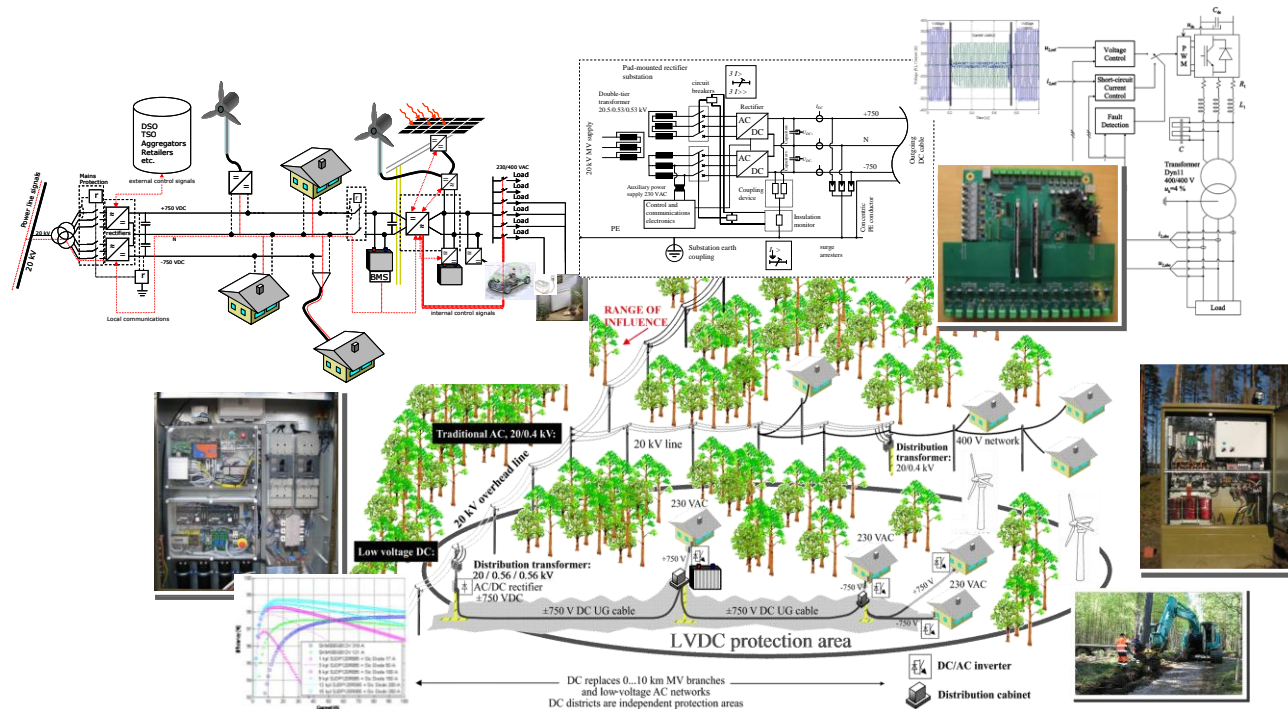 DSO
TSO
Aggregators
Retailers
etc.
external control signals
Mains
Protection
Power line signals
20 kV
20 kV
rectifiers
+750 VDC
N
-750 VDC
Local communications
BMS
internal control signals
230/400 VAC
Load
Load
Load
Load
Load
Load
Pad-mounted rectifier
substation
Double-tier
transformer
20.5/0.53/0.53 kV
circuit
breakers
3 I>
3 I>>
Rectifier
AC
DC
AC
DC
20 kV MV supply
Capacitors
Capacitors
+750
N
-750
Outgoing
DC cable
Auxiliary power
supply 230 VAC
Control and
communications
electronics
Coupling
device
Insulation
monitor
PE
Concentric
PE conductor
Substation earth
coupling
surge
arresters
Voltage
Control
Short-circuit
Current
Control
Fault
Detection
P
W
M
Transformer
Dyn11
400/400 V
Load
RANGE OF
INFLUENCE
Traditional AC, 20/0.4 kV:
20 kV line
Distribution
transformer:
20/0.4 kV
400 V network
20 kV overhead line
Low voltage DC:
Distribution transformer:
20 / 0.56 / 0.56 kV
AC/DC rectifier
±750 VDC
230 VAC
+750 V
230 VAC
-750 V
+750 V
230 VAC
-750 V
±750 V DC UG cable
±750 V DC UG cable
LVDC protection area
DC/AC inverter
Distribution cabinet
DC replaces 0...10 km MV branches
and low-voltage AC networks
DC districts are independent protection areas